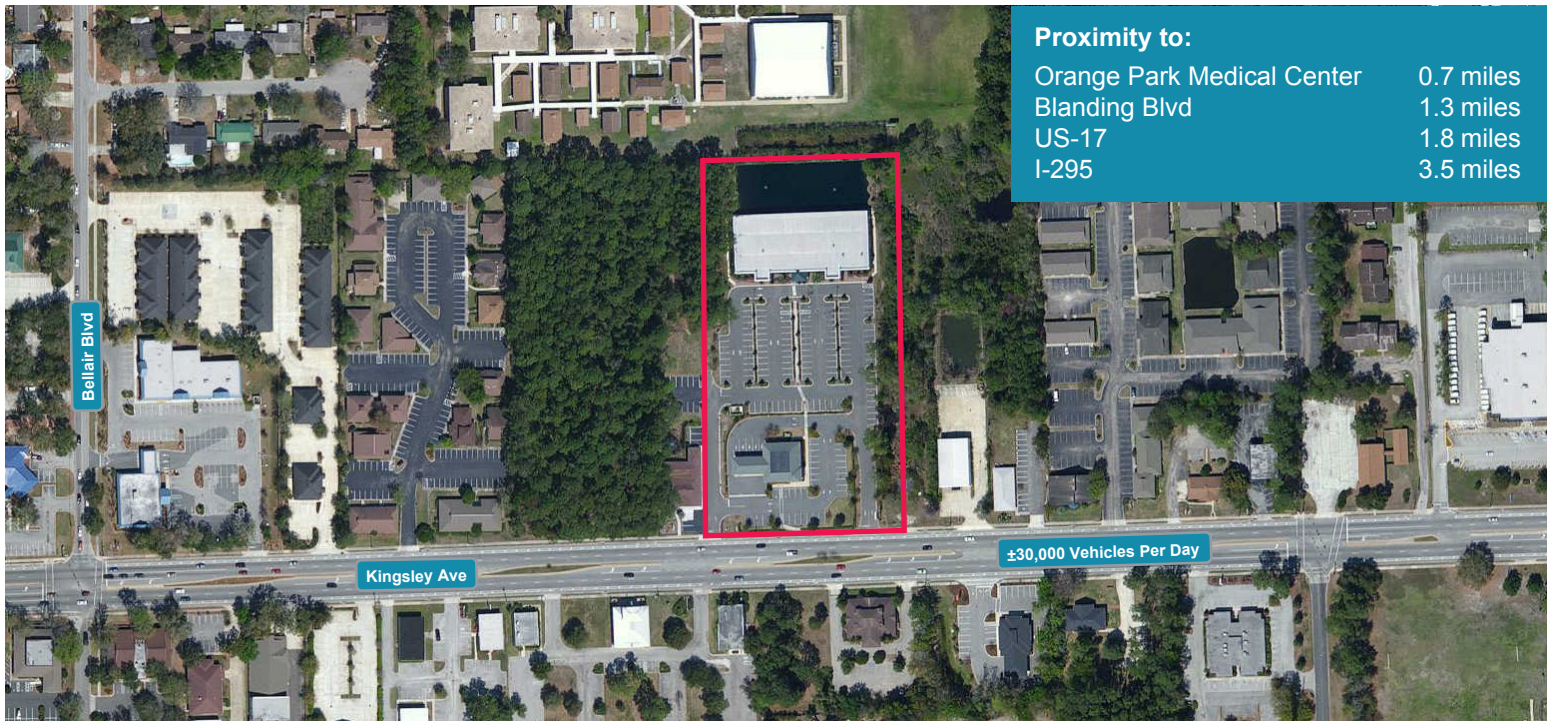 Proximity to:
Orange Park Medical Center 0.7 miles
Blanding Blvd 1.3 miles
US-17 1.8 miles
I-295 3.5 miles
Bellair Blvd
Kingsley Ave
±30,000 Vehicles Per Day